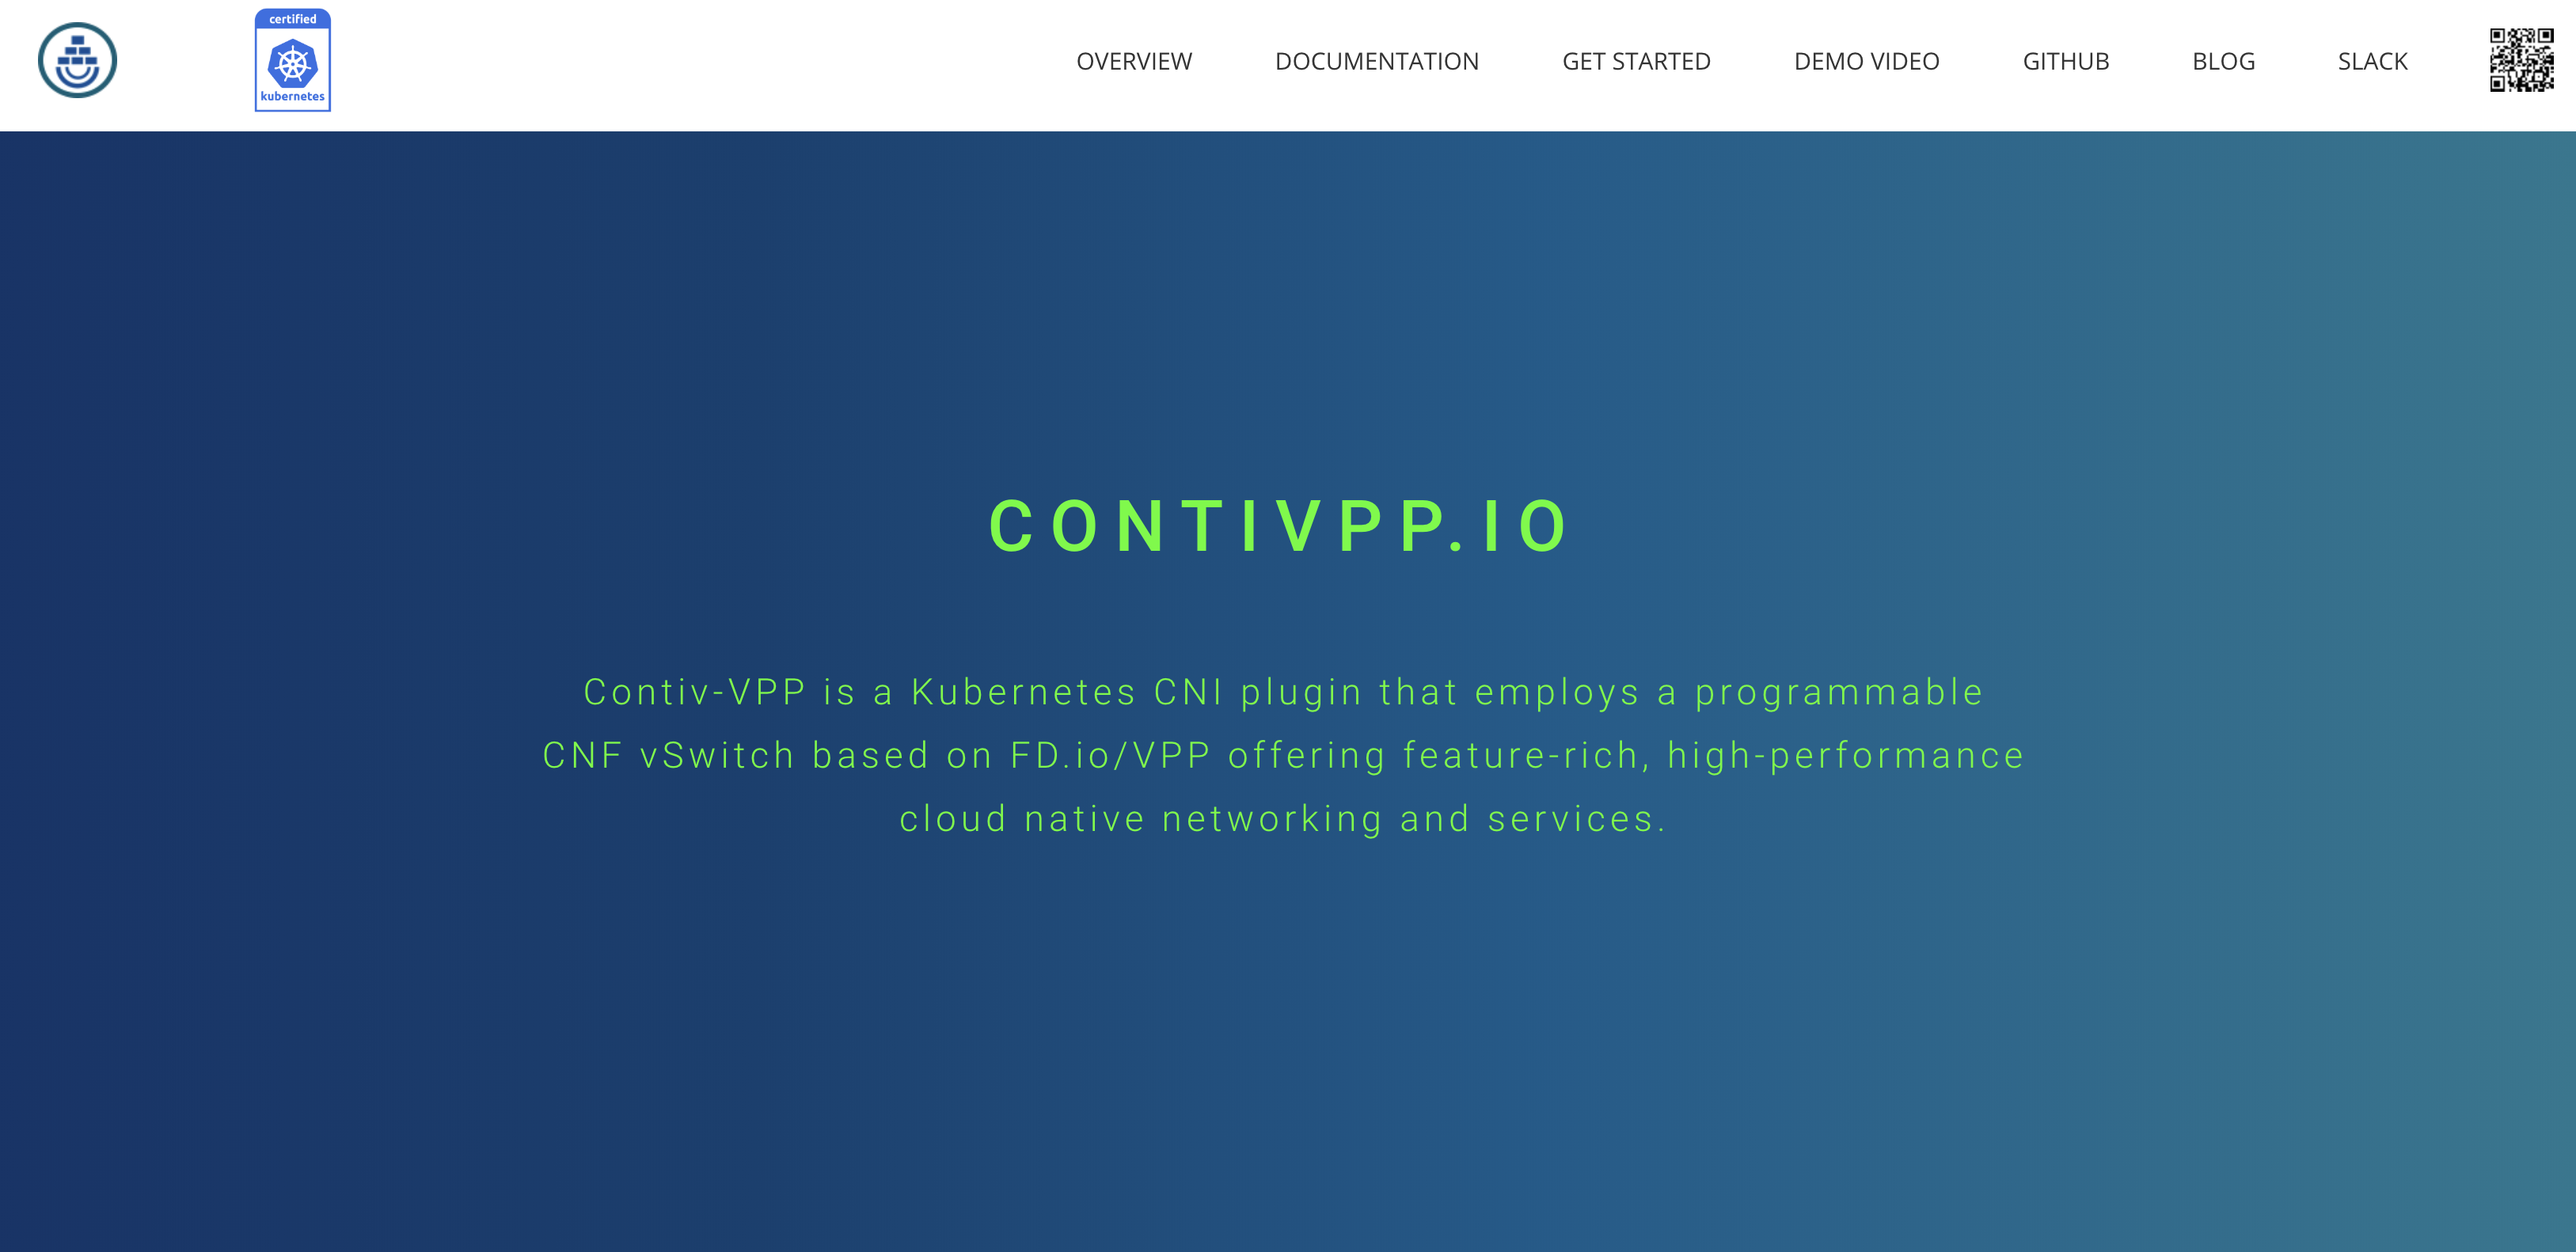 certified
kubernetes
OVERVIEW
DOCUMENTATION
GET STARTED
DEMO VIDEO
GITHUB
BLOG
SLACK
CONTIVPP.IO
Contiv-VPP is a Kubernetes CNI plugin that employs a programmable
CNF vSwitch based on FD.io/VPP offering feature-rich, high-performance
cloud native networking and services.